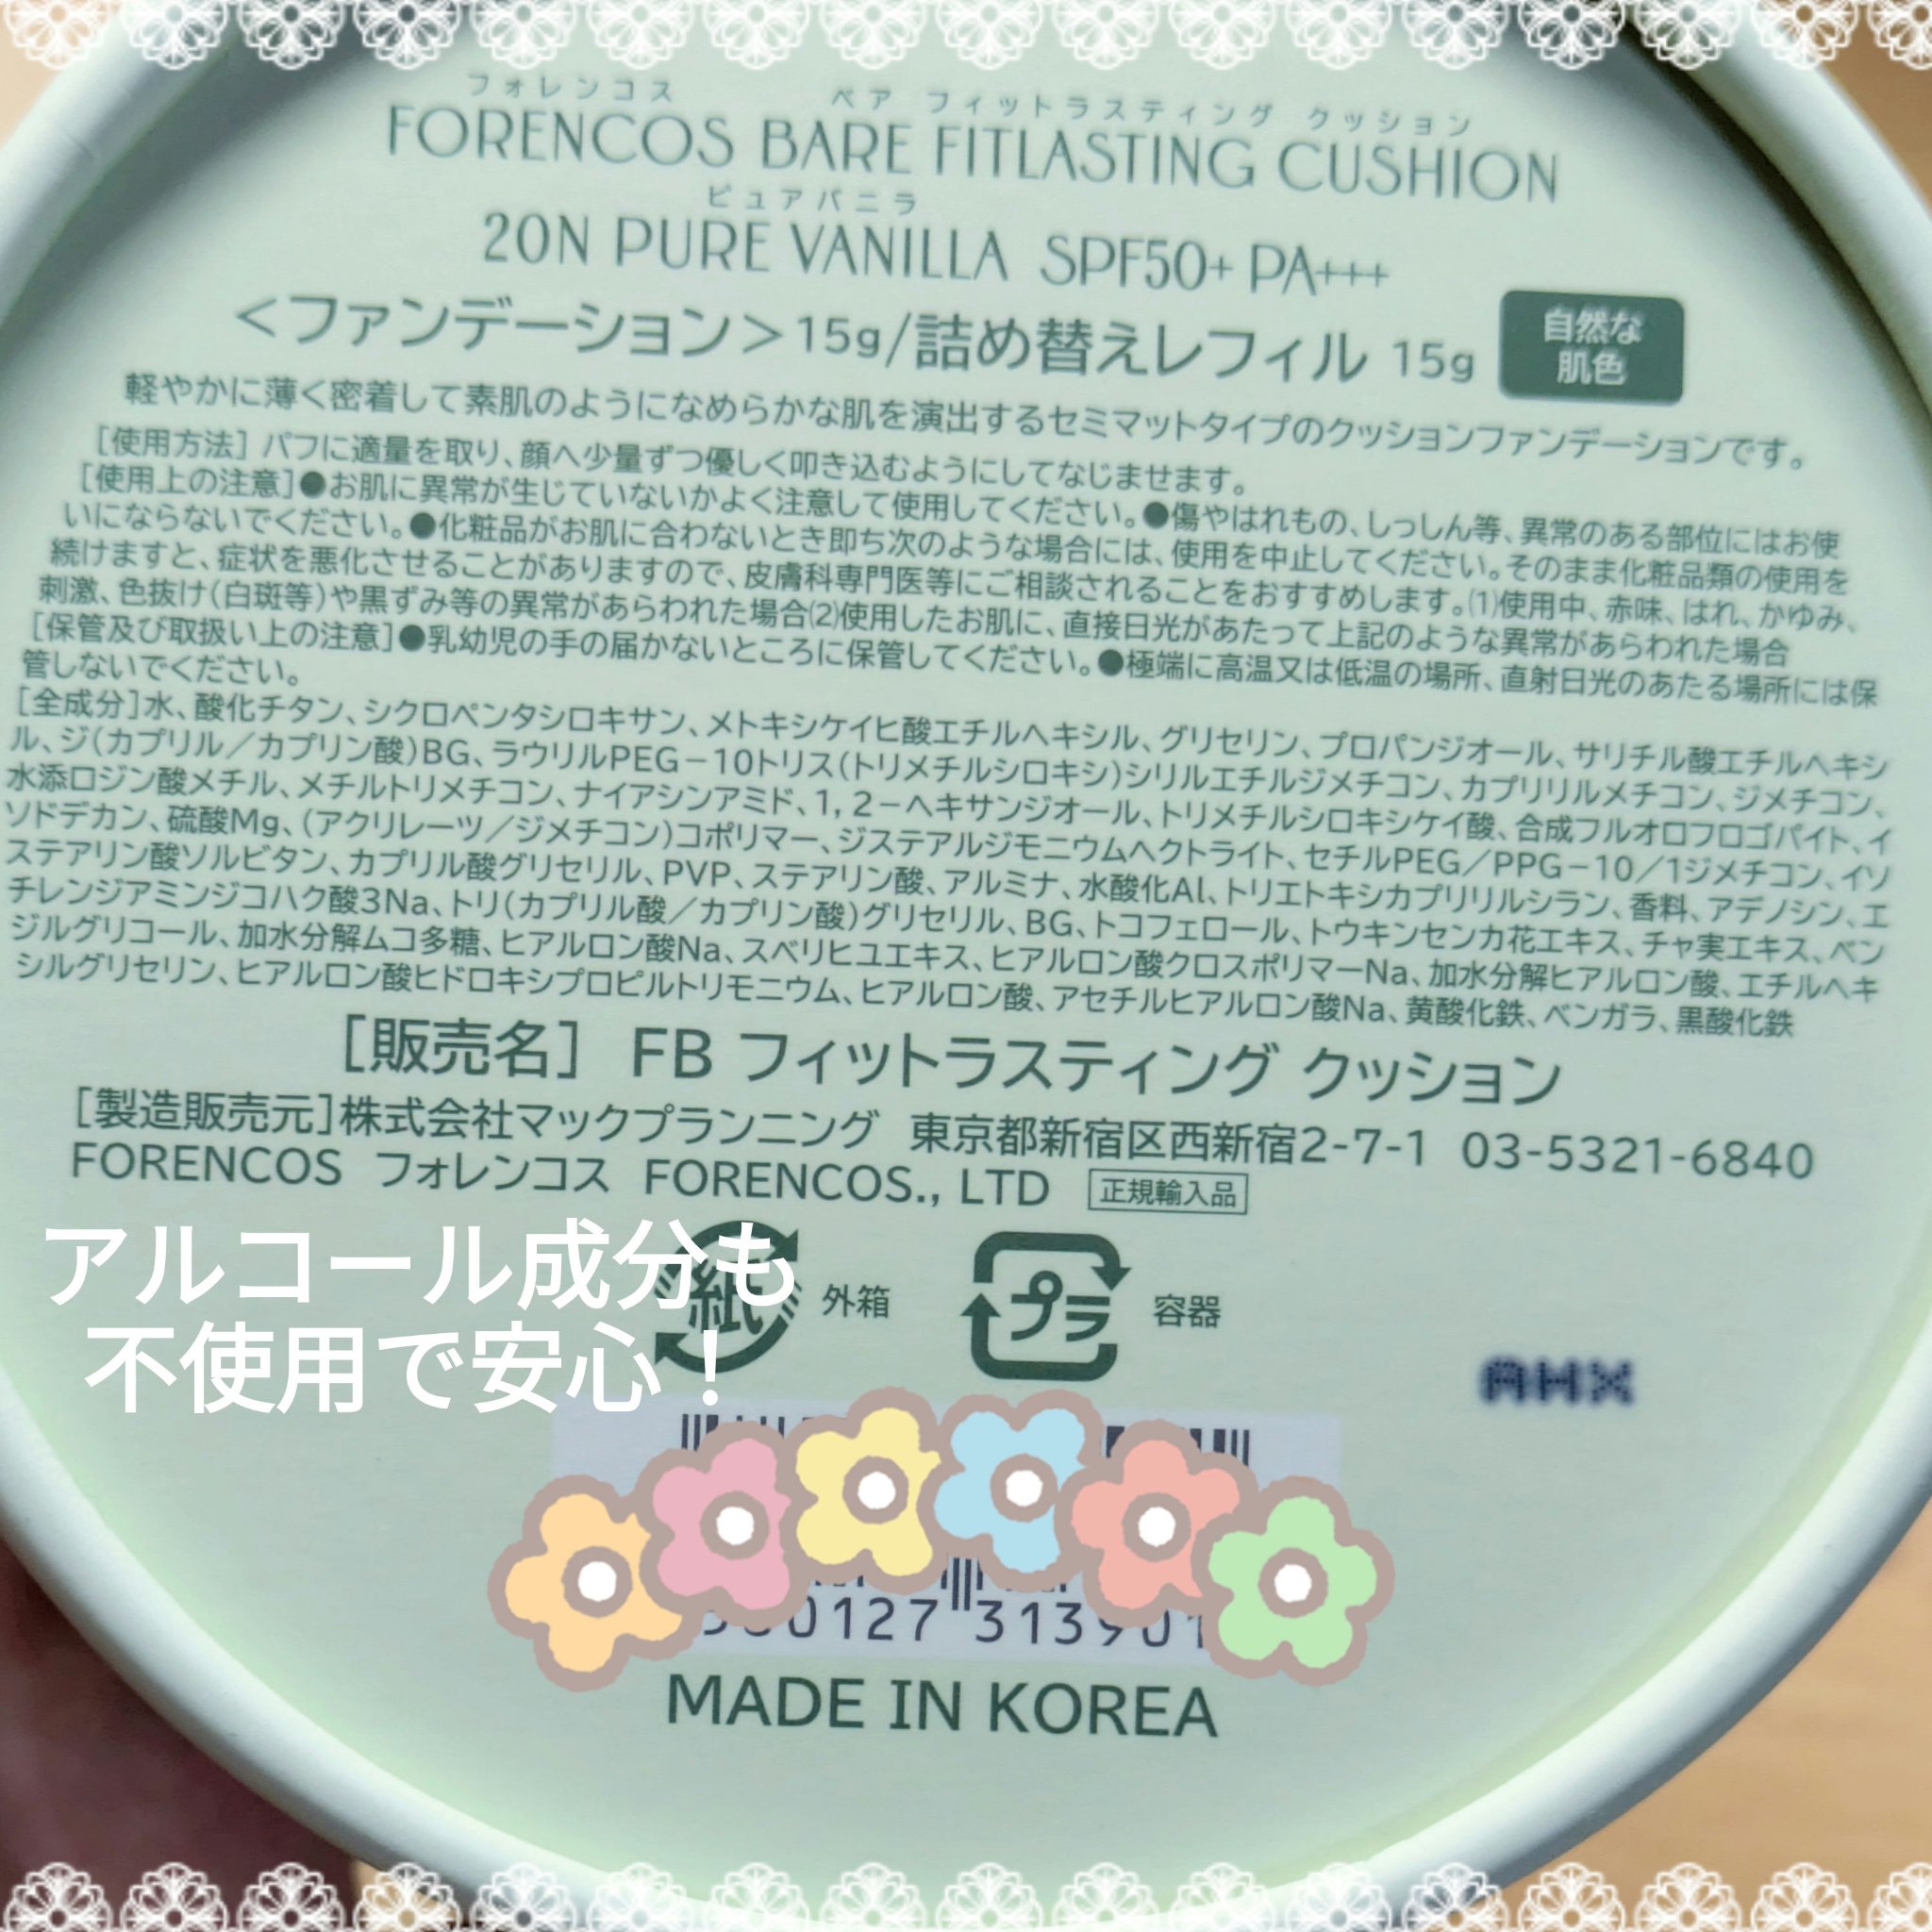 フォレンコス ベア フィットラスティング クッション
FORENCOS BARE FITLASTING CUSHION
ピュアバニラ
20N PURE VANILLA SPF50+ PA+++
＜ファンデーション＞15g/詰め替えレフィル 15g
自然な
肌色
軽やかに薄く密着して素肌のようになめらかな肌を演出するセミマットタイプのクッションファンデーションです。
［使用方法］パフに適量を取り、顔へ少量ずつ優しく叩き込むようにしてなじませます。
［使用上の注意］●お肌に異常が生じていないかよく注意して使用してください。●傷やはれもの、しっしん等、異常のある部位にはお使
いにならないでください。●化粧品がお肌に合わないとき即ち次のような場合には、使用を中止してください。そのまま化粧品類の使用を
続けますと、症状を悪化させることがありますので、皮膚科専門医等にご相談されることをおすすめします。(1)使用中、赤味、はれ、かゆみ、
刺激、色抜け(白斑等)や黒ずみ等の異常があらわれた場合(2)使用したお肌に、直接日光があたって上記のような異常があらわれた場合
［保管及び取扱い上の注意］●乳幼児の手の届かないところに保管してください。●極端に高温又は低温の場所、直射日光のあたる場所には保
管しないでください。
［全成分］水、酸化チタン、シクロペンタシロキサン、メトキシケイヒ酸エチルヘキシル、グリセリン、プロパンジオール、サリチル酸エチルヘキシ
ル、ジ(カプリル／カプリン酸)BG、ラウリルPEG－10トリス(トリメチルシロキシ)シリルエチルジメチコン、カプリリルメチコン、ジメチコン、
水添ロジン酸メチル、メチルトリメチコン、ナイアシンアミド、1，2－ヘキサンジオール、トリメチルシロキシケイ酸、合成フルオロフロゴパイト、イ
ソドデカン、硫酸Mg、(アクリレーツ／ジメチコン)コポリマー、ジステアルジモニウムヘクトライト、セチルPEG／PPG－10／1ジメチコン、イソ
ステアリン酸ソルビタン、カプリル酸グリセリル、PVP、ステアリン酸、アルミナ、水酸化Al、トリエトキシカプリリルシラン、香料、アデノシン、エ
チレンジアミンジコハク酸3Na、トリ(カプリル酸／カプリン酸)グリセリル、BG、トコフェロール、トウキンセンカ花エキス、チャ実エキス、ペン
ジルグリコール、加水分解ムコ多糖、ヒアルロン酸Na、スベリヒユエキス、ヒアルロン酸クロスポリマーNa、加水分解ヒアルロン酸、エチルヘキ
シルグリセリン、ヒアルロン酸ヒドロキシプロピルトリモニウム、ヒアルロン酸、アセチルヒアルロン酸Na、黄酸化鉄、ベンガラ、黒酸化鉄
［販売名］ FB フィットラスティング クッション
［製造販売元］株式会社マックプランニング 東京都新宿区西新宿2-7-1 03-5321-6840
FORENCOS フォレンコス FORENCOS., LTD 正規輸入品
アルコール成分も
不使用で安心！
紙 外箱 プラ 容器
AHX
0127 313901
MADE IN KOREA